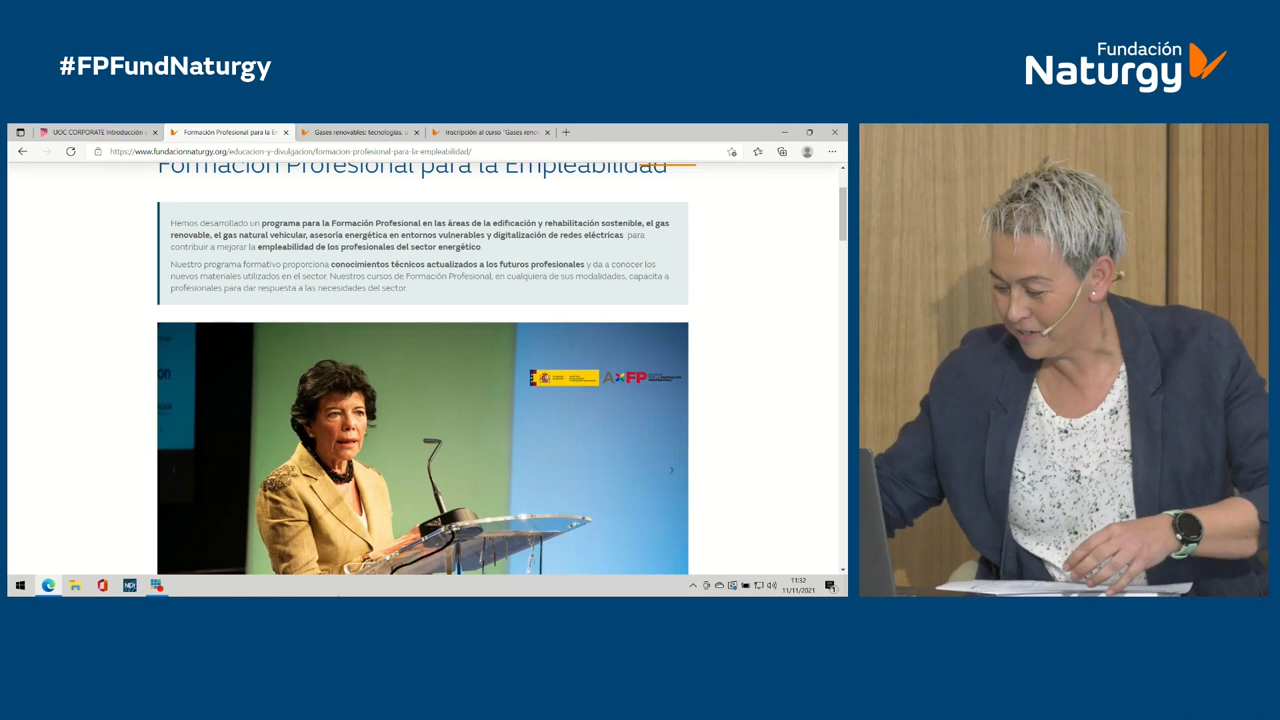 #FPFundNaturgy
Fundación
Naturgy
UOC CORPORATE Introducción
Formación Profesional para la Em
Gases renovables: tecnologías, u
Inscripción al curso "Gases reno
https://www.fundacionnaturgy.org/educacion-y-divulgacion/formacion-profesional-para-la-empleabilidad/
Formación Profesional para la Empleabilidad
Hemos desarrollado un programa para la Formación Profesional en las áreas de la edificación y rehabilitación sostenible, el gas
renovable, el gas natural vehicular, asesoría energética en entornos vulnerables y digitalización de redes eléctricas para
contribuir a mejorar la empleabilidad de los profesionales del sector energético.
Nuestro programa formativo proporciona conocimientos técnicos actualizados a los futuros profesionales y da a conocer los
nuevos materiales utilizados en el sector. Nuestros cursos de Formación Profesional, en cualquiera de sus modalidades, capacita a
profesionales para dar respuesta a las necesidades del sector.
FP
11:32
11/11/2021